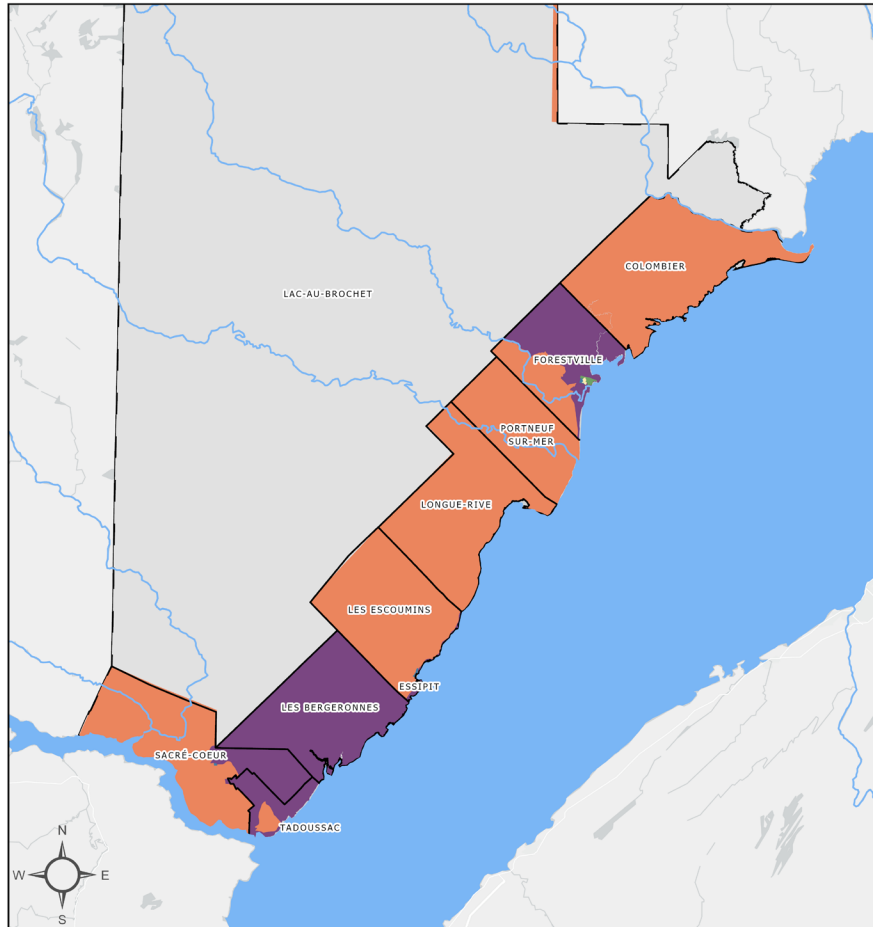 COLOMBIER
LAC-AU-BROCHET
FORESTVILLE
PORTNEUF
SUR-MER
LONGUE-RIVE
LES ESCOUMINS
ESSIPIT
LES BERGERONNES
SACRÉ-COEUR
TADOUSSAC
N
W E
S